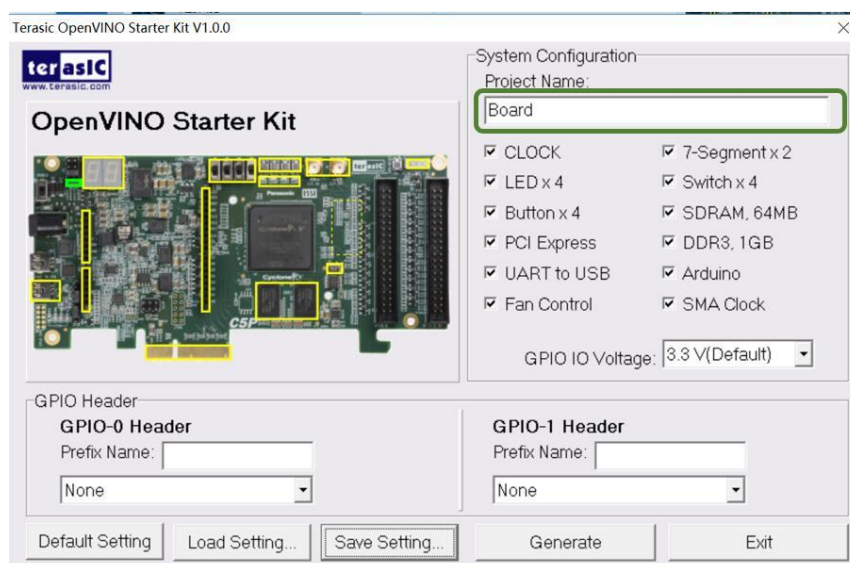 Terasic OpenVINO Starter Kit V1.0.0
terasIC
www.terasic.com
OpenVINO Starter Kit
Panasonic
Cyclone V
C5P
System Configuration
Project Name:
Board
CLOCK
7-Segment x 2
LED x 4
Switch x 4
Button x 4
SDRAM, 64MB
PCI Express
DDR3, 1GB
UART to USB
Arduino
Fan Control
SMA Clock
GPIO IO Voltage: 3.3 V(Default)
GPIO Header
GPIO-0 Header
Prefix Name:
None
GPIO-1 Header
Prefix Name:
None
Default Setting
Load Setting...
Save Setting...
Generate
Exit